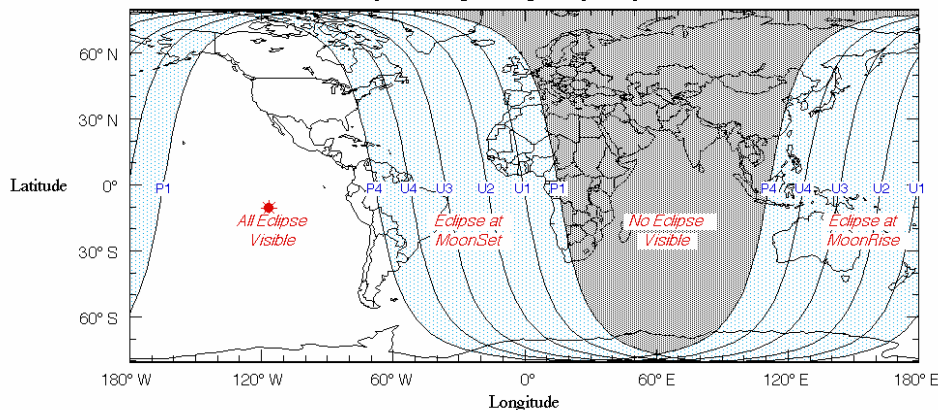 60° N
30° N
Latitude
0°
30° S
60° S
P1
P4
U4
U3
U2
U1
P1
P4
U4
U3
U2
U1
All Eclipse
Visible
Eclipse at
MoonSet
No Eclipse
Visible
Eclipse at
MoonRise
180° W
120° W
60° W
0°
60° E
120° E
180° E
Longitude